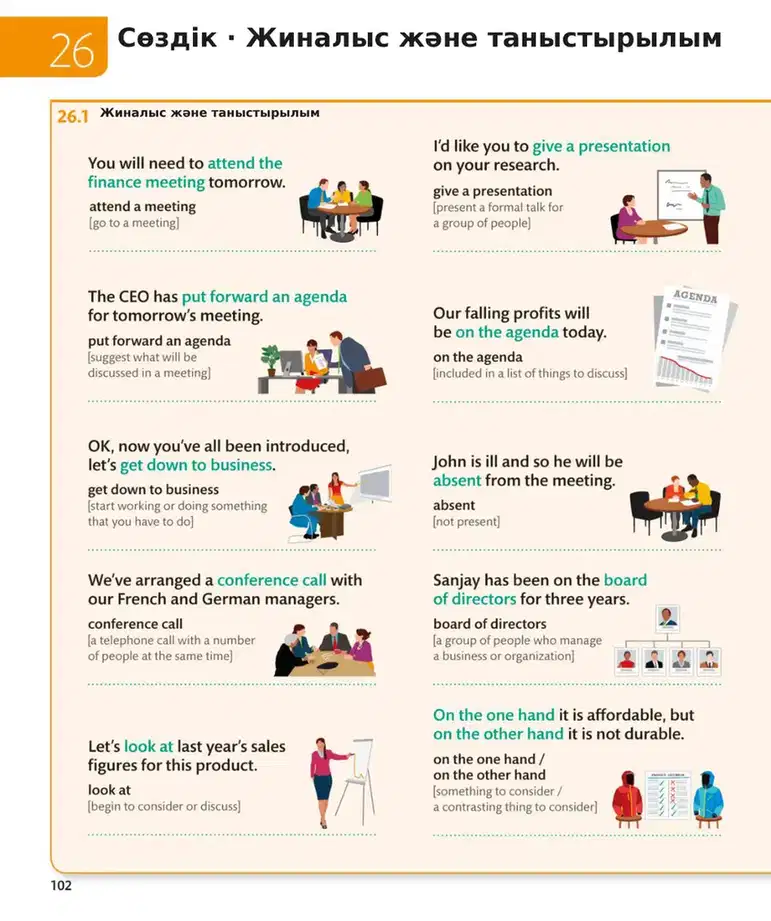 26
Сөздік · Жиналыс және таныстырылым
26.1 Жиналыс және таныстырылым
You will need to attend the
finance meeting tomorrow.
attend a meeting
[go to a meeting]
I'd like you to give a presentation
on your research.
give a presentation
[present a formal talk for
a group of people]
The CEO has put forward an agenda
for tomorrow's meeting.
put forward an agenda
[suggest what will be
discussed in a meeting]
Our falling profits will
be on the agenda today.
on the agenda
[included in a list of things to discuss]
AGENDA
OK, now you've all been introduced,
let's get down to business.
get down to business
[start working or doing something
that you have to do]
John is ill and so he will be
absent from the meeting.
absent
[not present]
We've arranged a conference call with
our French and German managers.
conference call
[a telephone call with a number
of people at the same time]
Sanjay has been on the board
of directors for three years.
board of directors
[a group of people who manage
a business or organization]
Let's look at last year's sales
figures for this product.
look at
[begin to consider or discuss]
On the one hand it is affordable, but
on the other hand it is not durable.
on the one hand /
on the other hand
[something to consider /
a contrasting thing to consider]
102